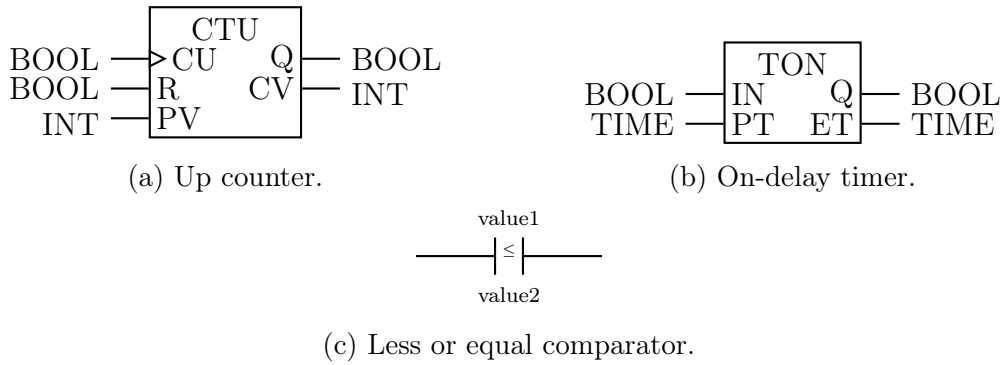 CTU
BOOL CU Q BOOL
BOOL R CV INT
INT PV
(a) Up counter.
TON
BOOL IN Q BOOL
TIME PT ET TIME
(b) On-delay timer.
value1
≤
value2
(c) Less or equal comparator.